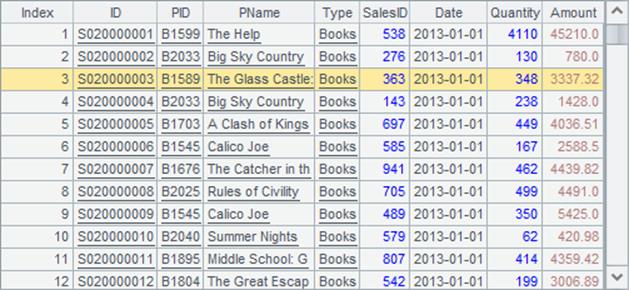 Index ID PID PName Type SalesID Date Quantity Amount
1 S020000001 B1599 The Help Books 538 2013-01-01 4110 45210.0
2 S020000002 B2033 Big Sky Country Books 276 2013-01-01 130 780.0
3 S020000003 B1589 The Glass Castle: Books 363 2013-01-01 348 3337.32
4 S020000004 B2033 Big Sky Country Books 143 2013-01-01 238 1428.0
5 S020000005 B1703 A Clash of Kings Books 697 2013-01-01 449 4036.51
6 S020000006 B1545 Calico Joe Books 585 2013-01-01 167 2588.5
7 S020000007 B1676 The Catcher in th Books 941 2013-01-01 462 4439.82
8 S020000008 B2025 Rules of Civility Books 705 2013-01-01 499 4491.0
9 S020000009 B1545 Calico Joe Books 489 2013-01-01 350 5425.0
10 S020000010 B2040 Summer Nights Books 579 2013-01-01 62 420.98
11 S020000011 B1895 Middle School: G Books 807 2013-01-01 414 4359.42
12 S020000012 B1804 The Great Escap Books 542 2013-01-01 199 3006.89